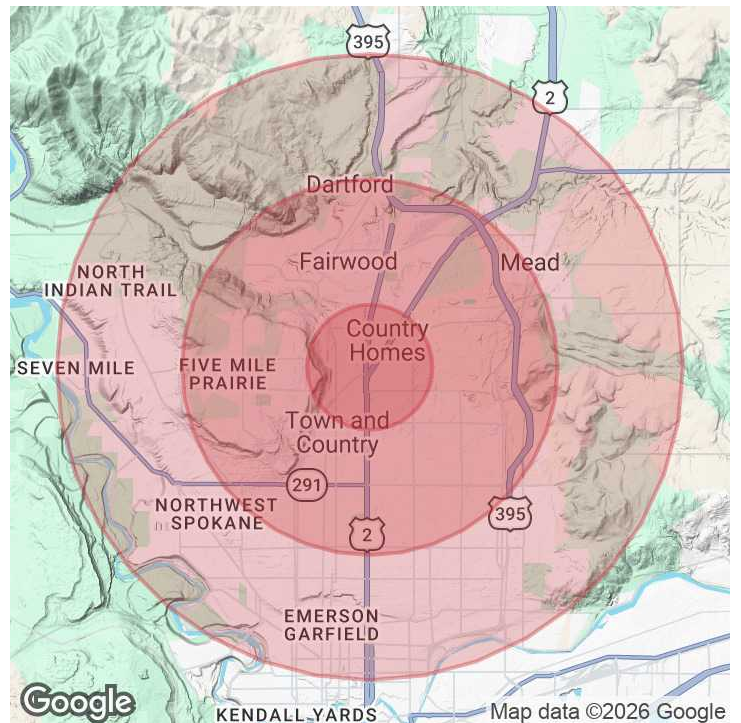 395
2
Dartford
Fairwood
Mead
NORTH
INDIAN TRAIL
Country
Homes
SEVEN MILE
FIVE MILE
PRAIRIE
Town and
Country
291
NORTHWEST
SPOKANE
395
2
EMERSON
GARFIELD
KENDALL YARDS
Google
Map data ©2026 Google